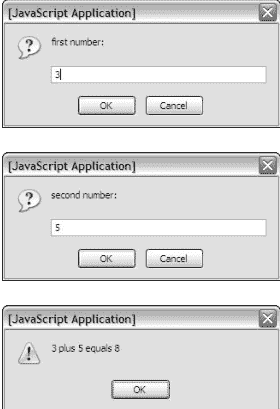 [JavaScript Application]
first number:
3
OK Cancel
[JavaScript Application]
second number:
5
OK Cancel
[JavaScript Application]
3 plus 5 equals 8
OK